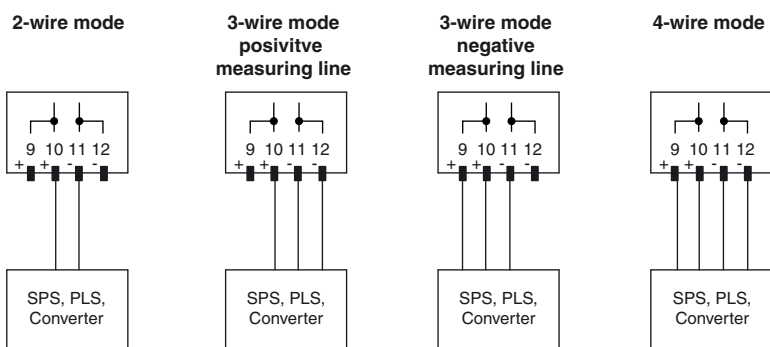 2-wire mode
3-wire mode
posivitve
measuring line
3-wire mode
negative
measuring line
4-wire mode
9 10 11 12
+ + - -
SPS, PLS,
Converter
9 10 11 12
+ + - -
SPS, PLS,
Converter
9 10 11 12
+ + - -
SPS, PLS,
Converter
9 10 11 12
+ + - -
SPS, PLS,
Converter